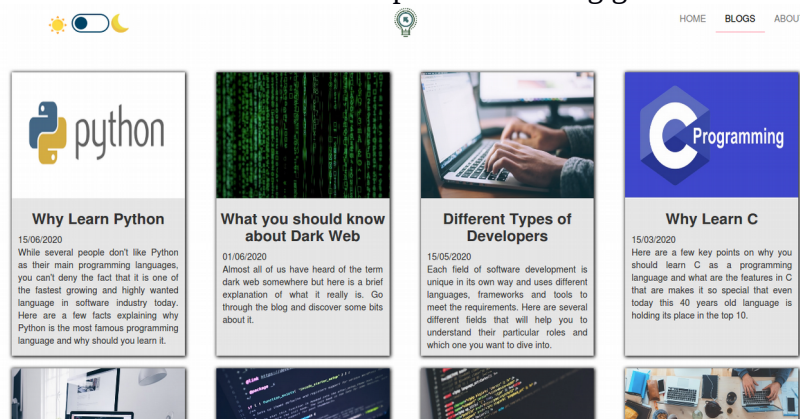 HOME BLOGS ABOU
python
Programming
Why Learn Python
15/06/2020
While several people don't like Python
as their main programming languages,
you can't deny the fact that it is one of
the fastest growing and highly wanted
language in software industry today.
Here are a few facts explaining why
Python is the most famous programming
language and why should you learn it.
What you should know
about Dark Web
01/06/2020
Almost all of us have heard of the term
dark web somewhere but here is a brief
explanation of what it really is. Go
through the blog and discover some bits
about it.
Different Types of
Developers
15/05/2020
Each field of software development is
unique in its own way and uses different
languages, frameworks and tools to
meet the requirements. Here are several
different fields that will help you to
understand their particular roles and
which one you want to dive into.
Why Learn C
15/03/2020
Here are a few key points on why you
should learn C as a programming
language and what are the features in C
that are makes it so special that even
today this 40 years old language is
holding its place in the top 10.